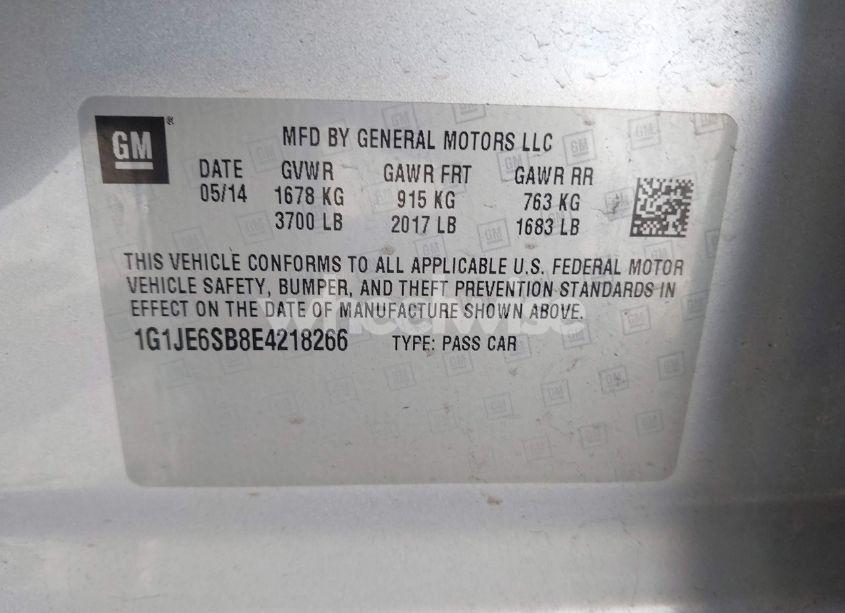 GM®
MFD BY GENERAL MOTORS LLC
DATE GVWR GAWR FRT GAWR RR
05/14 1678 KG 915 KG 763 KG
3700 LB 2017 LB 1683 LB
THIS VEHICLE CONFORMS TO ALL APPLICABLE U.S. FEDERAL MOTOR
VEHICLE SAFETY, BUMPER, AND THEFT PREVENTION STANDARDS IN
EFFECT ON THE DATE OF MANUFACTURE SHOWN ABOVE.
wheelwise
1G1JE6SB8E4218266 TYPE: PASS CAR